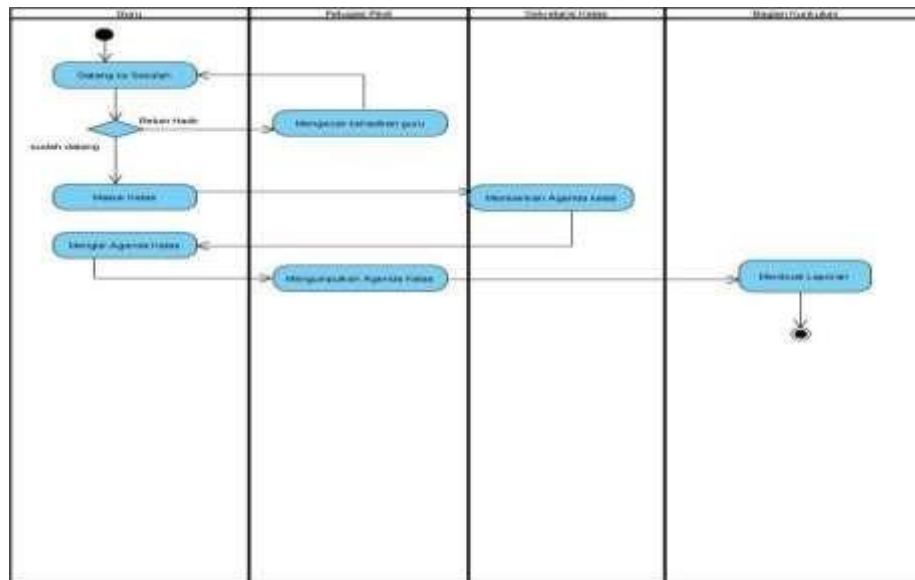 Guru
Petugas Piket
Sekretaris Kelas
Bagian Kurikulum
Datang ke Sekolah
Belum Hadir
Mengecek kehadiran guru
sudah datang
Masuk Kelas
Memberikan Agenda kelas
Mengisi Agenda Kelas
Mengumpulkan Agenda Kelas
Membuat Laporan